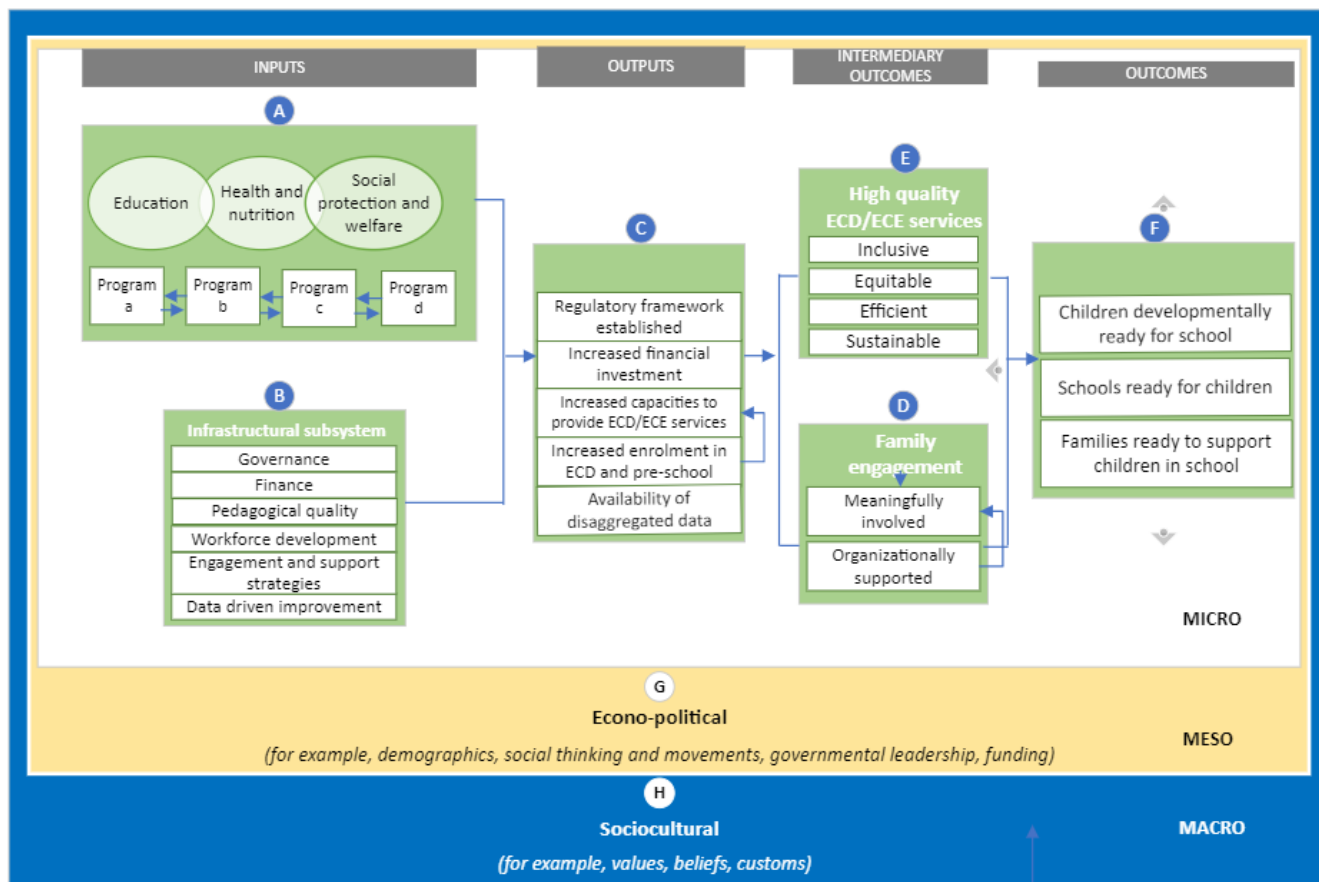 INPUTS
OUTPUTS
INTERMEDIARY
OUTCOMES
OUTCOMES
A
Education
Health and
nutrition
Social
protection and
welfare
Program
a
Program
b
Program
c
Program
d
B
Infrastructural subsystem
Governance
Finance
Pedagogical quality
Workforce development
Engagement and support
strategies
Data driven improvement
C
Regulatory framework
established
Increased financial
investment
Increased capacities to
provide ECD/ECE services
Increased enrolment in
ECD and pre-school
Availability of
disaggregated data
E
High quality
ECD/ECE services
Inclusive
Equitable
Efficient
Sustainable
D
Family
engagement
Meaningfully
involved
Organizationally
supported
F
Children developmentally
ready for school
Schools ready for children
Families ready to support
children in school
MICRO
G
Econo-political
(for example, demographics, social thinking and movements, governmental leadership, funding)
MESO
H
Sociocultural
(for example, values, beliefs, customs)
MACRO